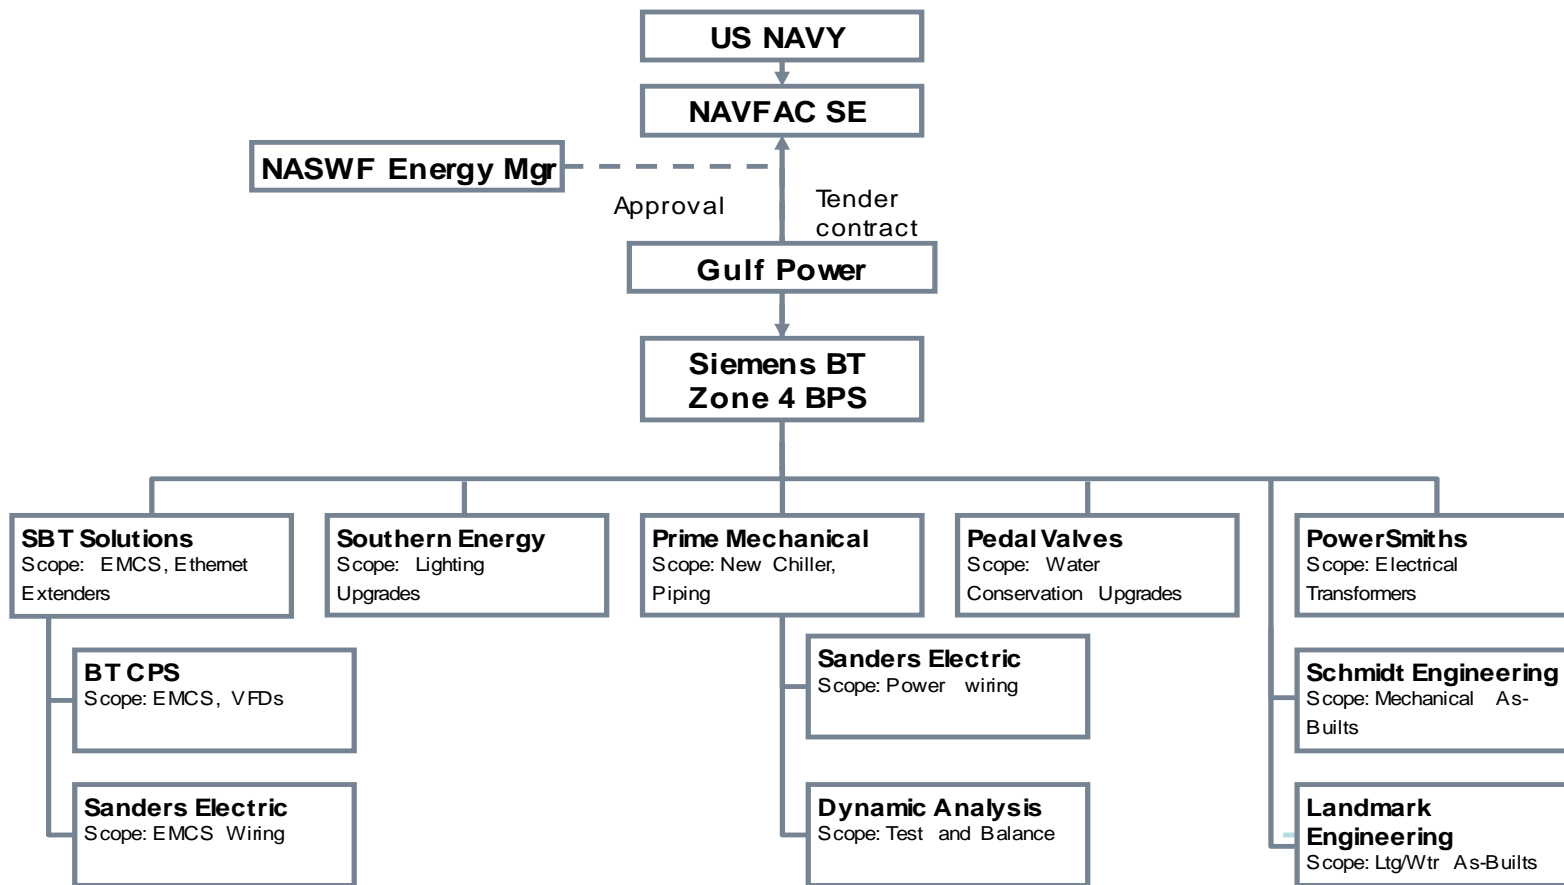 US NAVY
NAVFAC SE
NASWF Energy Mgr
Approval
Tender
contract
Gulf Power
Siemens BT
Zone 4 BPS
SBT Solutions
Scope: EMCS, Ethernet
Extenders
Southern Energy
Scope: Lighting
Upgrades
Prime Mechanical
Scope: New Chiller,
Piping
Pedal Valves
Scope: Water
Conservation Upgrades
PowerSmiths
Scope: Electrical
Transformers
BT CPS
Scope: EMCS, VFDs
Sanders Electric
Scope: EMCS Wiring
Sanders Electric
Scope: Power wiring
Dynamic Analysis
Scope: Test and Balance
Schmidt Engineering
Scope: Mechanical As-
Builts
Landmark
Engineering
Scope: Ltg/Wtr As-Builts